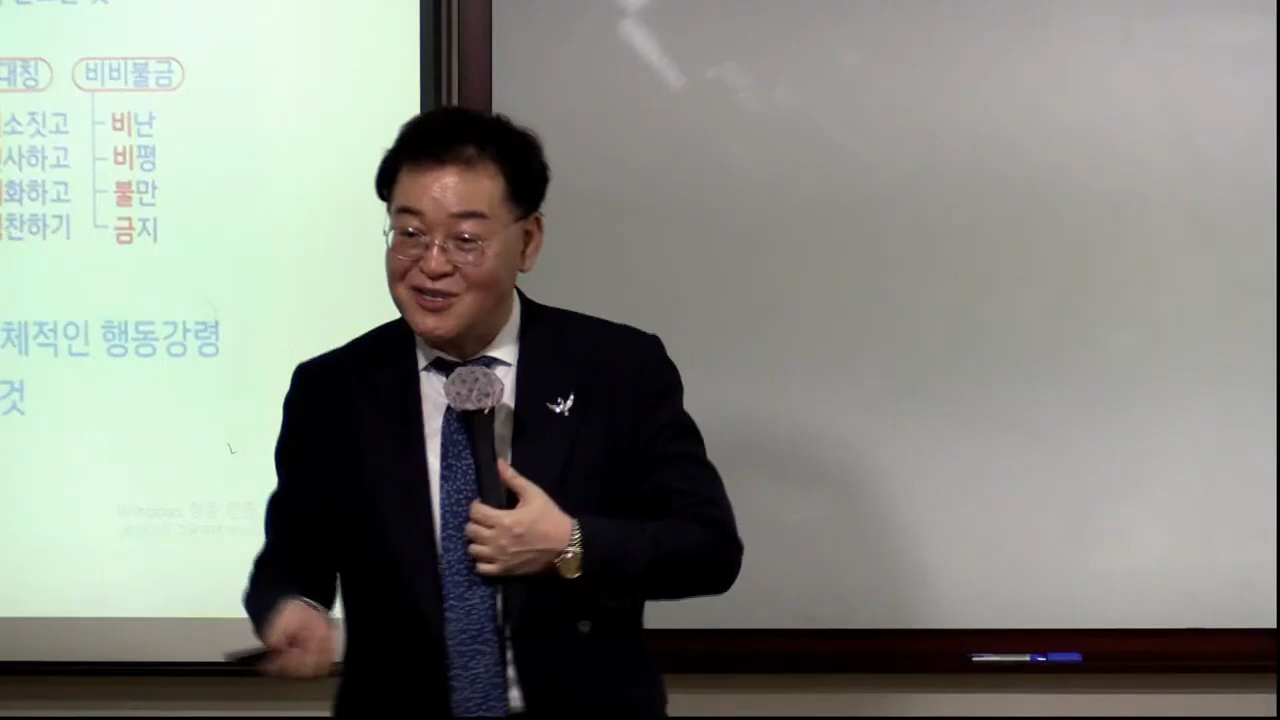 대칭 비비불금
소짓고 비난
사하고 비평
화하고 불만
찬하기 금지
체적인 행동강령
것